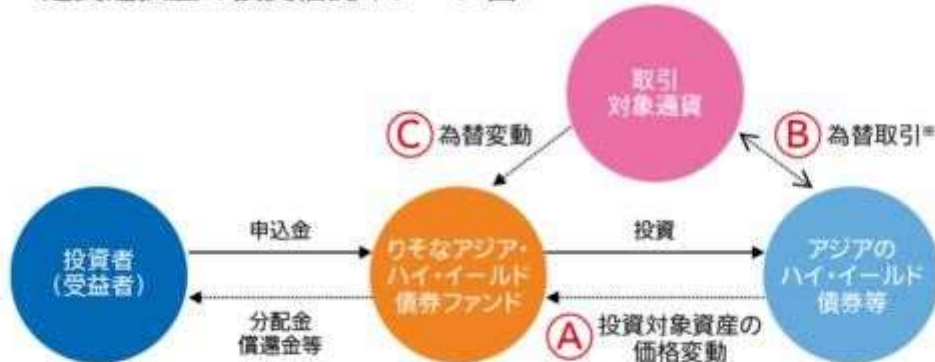 取引
対象通貨
Ⓒ 為替変動
Ⓑ 為替取引※
投資者
(受益者)
申込金
りそなアジア・
ハイ・イールド
債券ファンド
投資
アジアの
ハイ・イールド
債券等
分配金
償還金等
Ⓐ 投資対象資産の
価格変動